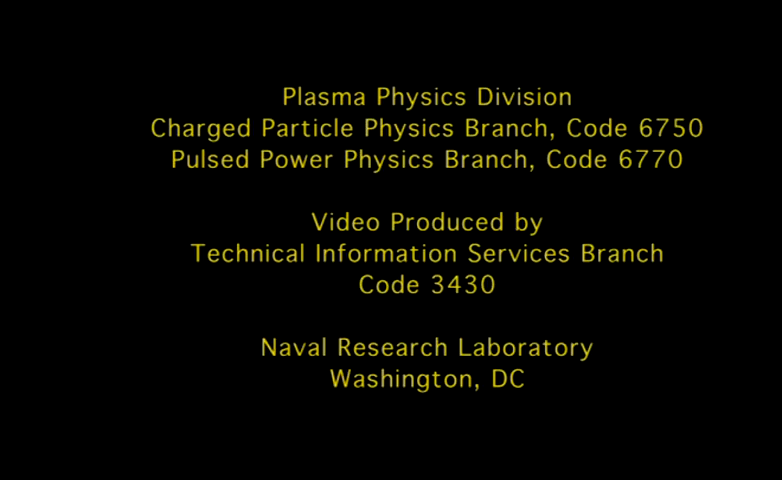 Plasma Physics Division
Charged Particle Physics Branch, Code 6750
Pulsed Power Physics Branch, Code 6770
Video Produced by
Technical Information Services Branch
Code 3430
Naval Research Laboratory
Washington, DC